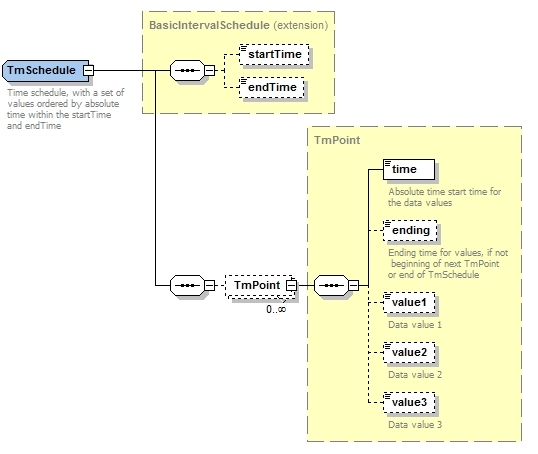 BasicIntervalSchedule (extension)
startTime
endTime
TmSchedule
Time schedule, with a set of
values ordered by absolute
time within the startTime
and endTime
TmPoint
time
Absolute time start time for
the data values
ending
Ending time for values, if not
beginning of next TmPoint
or end of TmSchedule
TmPoint
0..∞
value1
Data value 1
value2
Data value 2
value3
Data value 3